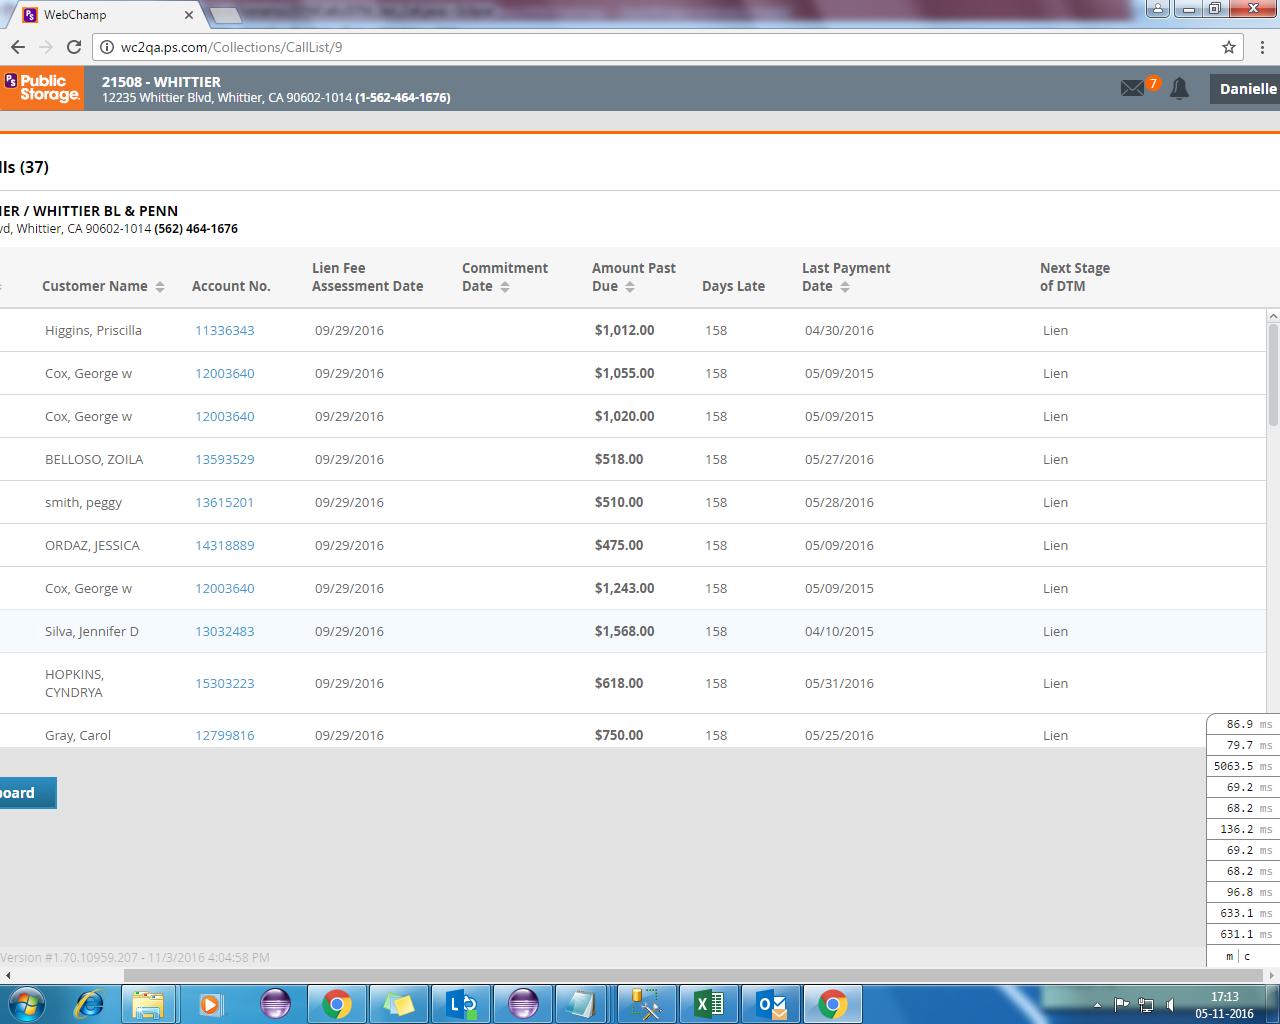 WebChamp
wc2qa.ps.com/Collections/CallList/9
PS Public Storage.
21508 - WHITTIER
12235 Whittier Blvd, Whittier, CA 90602-1014 (1-562-464-1676)
7
Danielle
lls (37)
IER / WHITTIER BL & PENN
vd, Whittier, CA 90602-1014 (562) 464-1676
Customer Name Account No. Lien Fee Assessment Date Commitment Date Amount Past Due Days Late Last Payment Date Next Stage of DTM
Higgins, Priscilla 11336343 09/29/2016 $1,012.00 158 04/30/2016 Lien
Cox, George w 12003640 09/29/2016 $1,055.00 158 05/09/2015 Lien
Cox, George w 12003640 09/29/2016 $1,020.00 158 05/09/2015 Lien
BELLOSO, ZOILA 13593529 09/29/2016 $518.00 158 05/27/2016 Lien
smith, peggy 13615201 09/29/2016 $510.00 158 05/28/2016 Lien
ORDAZ, JESSICA 14318889 09/29/2016 $475.00 158 05/09/2016 Lien
Cox, George w 12003640 09/29/2016 $1,243.00 158 05/09/2015 Lien
Silva, Jennifer D 13032483 09/29/2016 $1,568.00 158 04/10/2015 Lien
HOPKINS, CYNDRYA 15303223 09/29/2016 $618.00 158 05/31/2016 Lien
Gray, Carol 12799816 09/29/2016 $750.00 158 05/25/2016 Lien
86.9 ms
79.7 ms
5063.5 ms
69.2 ms
68.2 ms
136.2 ms
69.2 ms
68.2 ms
96.8 ms
633.1 ms
631.1 ms
m | c
board
Version #1.70.10959.207 - 11/3/2016 4:04:58 PM
17:13
05-11-2016